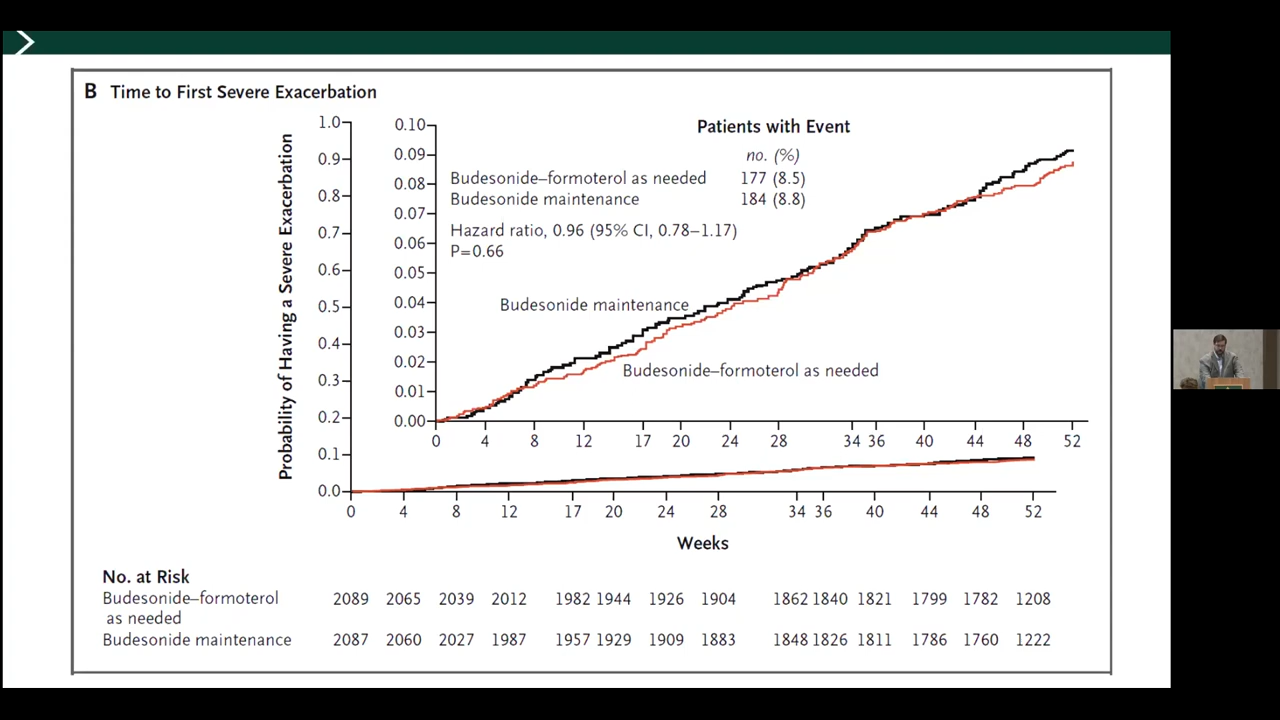 B Time to First Severe Exacerbation
Probability of Having a Severe Exacerbation
1.0
0.9
0.8
0.7
0.6
0.5
0.4
0.3
0.2
0.1
0.0
0.10
0.09
0.08
0.07
0.06
0.05
0.04
0.03
0.02
0.01
0.00
Patients with Event
no. (%)
Budesonide–formoterol as needed 177 (8.5)
Budesonide maintenance 184 (8.8)
Hazard ratio, 0.96 (95% CI, 0.78–1.17)
P=0.66
Budesonide maintenance
Budesonide–formoterol as needed
0 4 8 12 17 20 24 28 34 36 40 44 48 52
0 4 8 12 17 20 24 28 34 36 40 44 48 52
Weeks
No. at Risk
Budesonide–formoterol 2089 2065 2039 2012 1982 1944 1926 1904 1862 1840 1821 1799 1782 1208
as needed
Budesonide maintenance 2087 2060 2027 1987 1957 1929 1909 1883 1848 1826 1811 1786 1760 1222